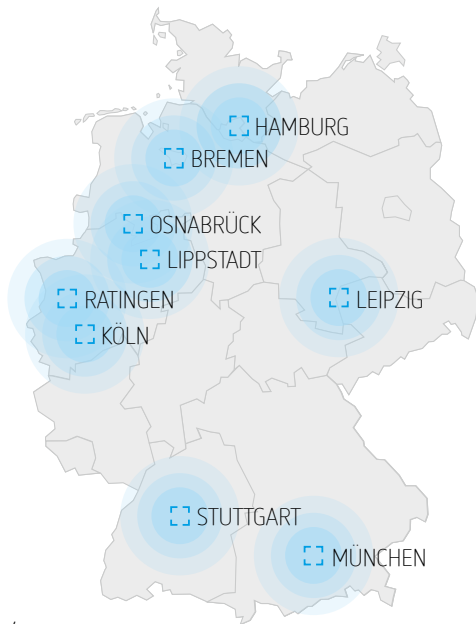 HAMBURG
BREMEN
OSNABRÜCK
LIPPSTADT
RATINGEN
LEIPZIG
KÖLN
STUTTGART
MÜNCHEN